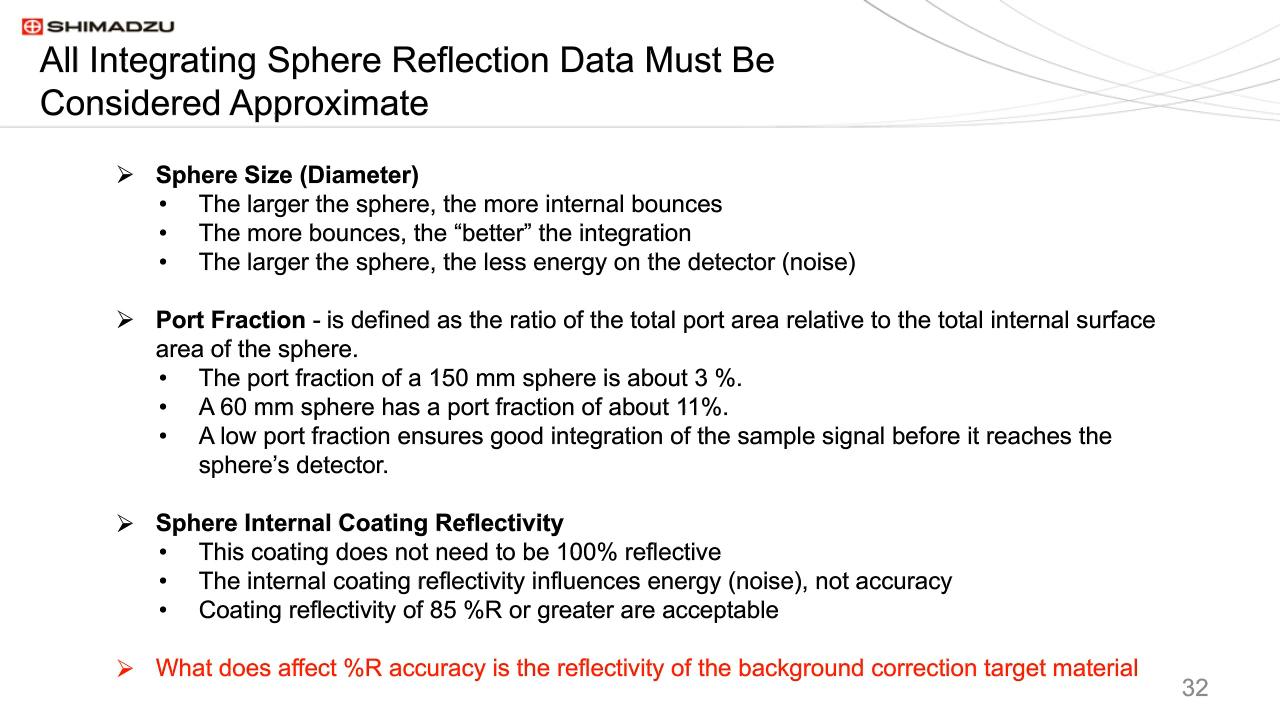 SHIMADZU
All Integrating Sphere Reflection Data Must Be
Considered Approximate
➢ Sphere Size (Diameter)
• The larger the sphere, the more internal bounces
• The more bounces, the “better” the integration
• The larger the sphere, the less energy on the detector (noise)
➢ Port Fraction - is defined as the ratio of the total port area relative to the total internal surface
area of the sphere.
• The port fraction of a 150 mm sphere is about 3 %.
• A 60 mm sphere has a port fraction of about 11%.
• A low port fraction ensures good integration of the sample signal before it reaches the
sphere’s detector.
➢ Sphere Internal Coating Reflectivity
• This coating does not need to be 100% reflective
• The internal coating reflectivity influences energy (noise), not accuracy
• Coating reflectivity of 85 %R or greater are acceptable
➢ What does affect %R accuracy is the reflectivity of the background correction target material
32